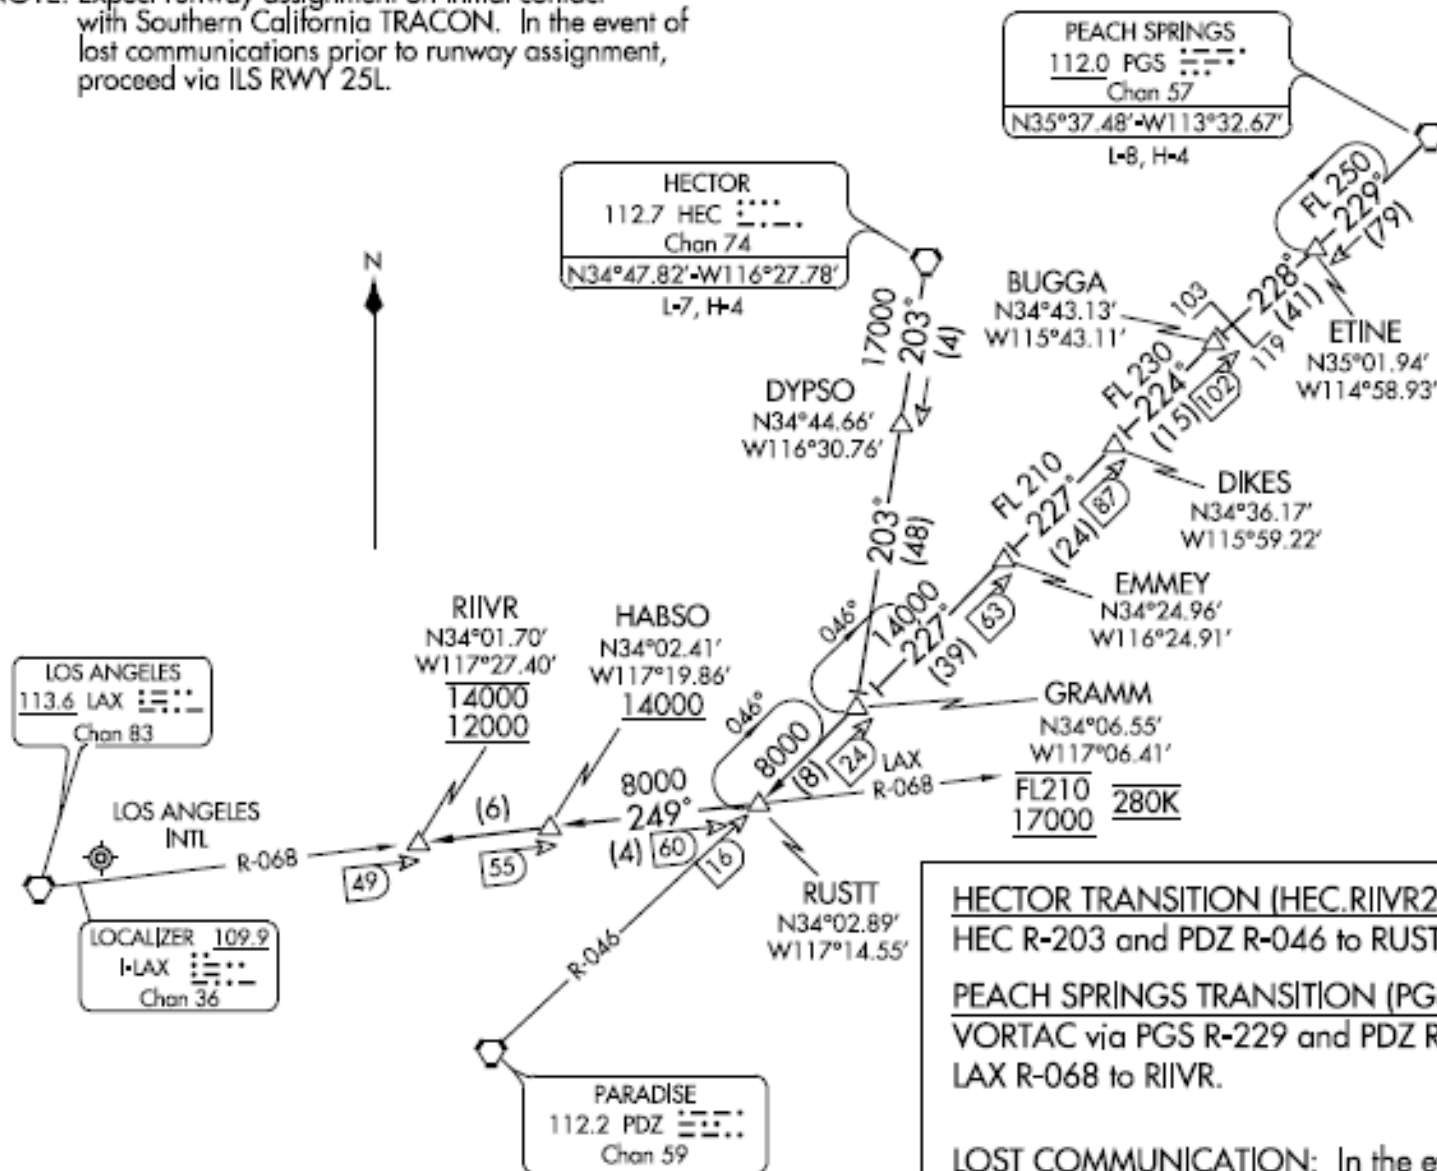 with Southern California TRACON. In the event of
lost communications prior to runway assignment,
proceed via ILS RWY 25L.
PEACH SPRINGS
112.0 PGS
Chan 57
N35°37.48'-W113°32.67'
L-8, H-4
HECTOR
112.7 HEC
Chan 74
N34°47.82'-W116°27.78'
L-7, H-4
N
FL 250
229°
(79)
BUGGA
N34°43.13'
W115°43.11'
103
119
228°
(41)
ETINE
N35°01.94'
W114°58.93'
17000
203°
(4)
DYPSO
N34°44.66'
W116°30.76'
FL 230
224°
(15)
102
DIKES
N34°36.17'
W115°59.22'
FL 210
227°
(24)
87
203°
(48)
EMMEY
N34°24.96'
W116°24.91'
046°
14000
227°
(39)
63
GRAMM
N34°06.55'
W117°06.41'
FL210
17000
280K
RIIVR
N34°01.70'
W117°27.40'
14000
12000
HABSO
N34°02.41'
W117°19.86'
14000
046°
8000
(8)
24
LAX
R-068
LOS ANGELES
113.6 LAX
Chan 83
LOS ANGELES
INTL
R-068
49
(6)
55
8000
249°
(4)
60
16
RUSTT
N34°02.89'
W117°14.55'
LOCALIZER 109.9
I-LAX
Chan 36
R-046
PARADISE
112.2 PDZ
Chan 59
HECTOR TRANSITION (HEC.RIIVR2
HEC R-203 and PDZ R-046 to RUST
PEACH SPRINGS TRANSITION (PG
VORTAC via PGS R-229 and PDZ R
LAX R-068 to RIIVR.
LOST COMMUNICATION: In the e